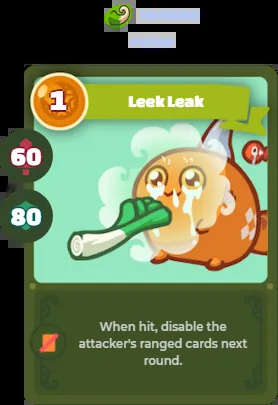 1
Leek Leak
60
80
When hit, disable the
attacker's ranged cards next
round.